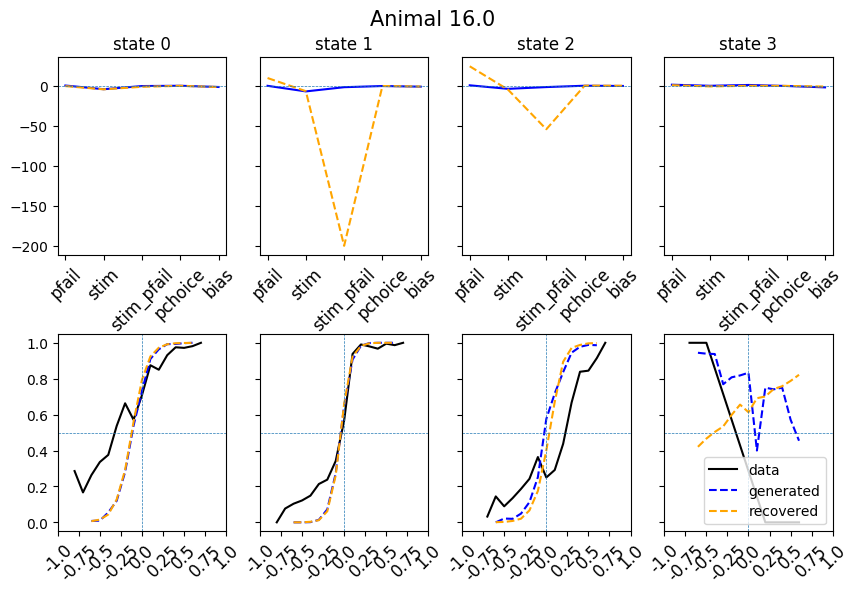 Animal 16.0
state 0 state 1 state 2 state 3
0
−50
−100
−150
−200
pfail stim stim_pfail pchoice bias pfail stim stim_pfail pchoice bias pfail stim stim_pfail pchoice bias pfail stim stim_pfail pchoice bias
1.0
0.8
0.6
0.4
0.2
0.0
data
generated
recovered
-1.0 -0.75 -0.5 -0.25 0.0 0.25 0.5 0.75 1.0 -1.0 -0.75 -0.5 -0.25 0.0 0.25 0.5 0.75 1.0 -1.0 -0.75 -0.5 -0.25 0.0 0.25 0.5 0.75 1.0 -1.0 -0.75 -0.5 -0.25 0.0 0.25 0.5 0.75 1.0